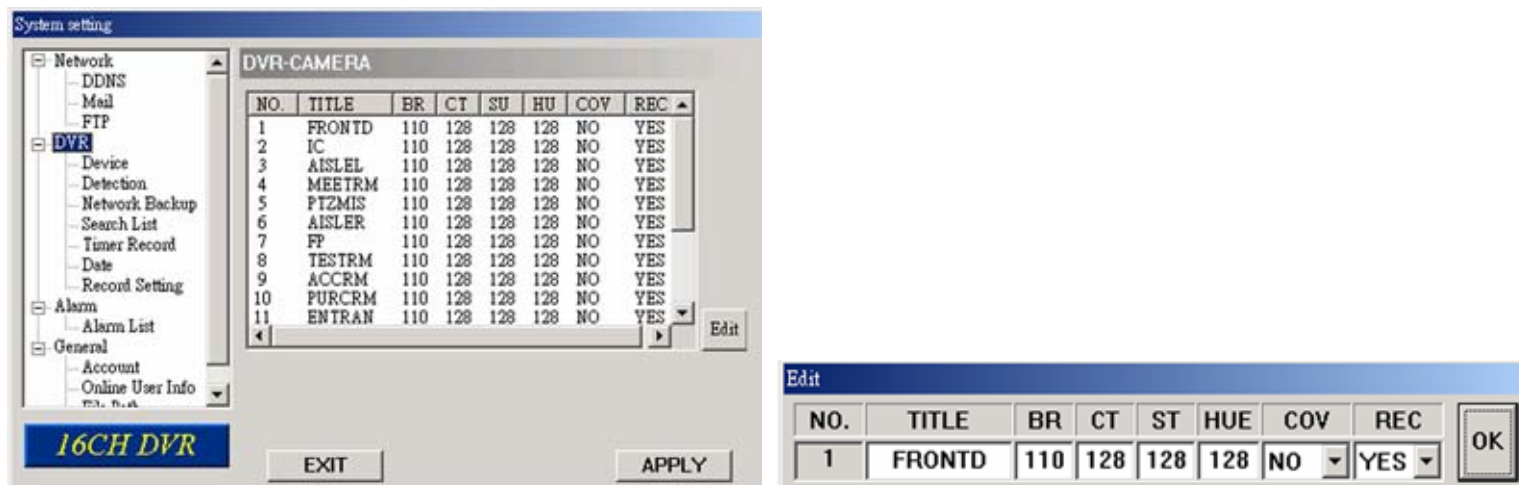 System setting
Network
DDNS
Mail
FTP
DVR
Device
Detection
Network Backup
Search List
Timer Record
Date
Record Setting
Alarm
Alarm List
General
Account
Online User Info
16CH DVR
DVR-CAMERA
NO. TITLE BR CT SU HU COV REC
1 FRONTD 110 128 128 128 NO YES
2 IC 110 128 128 128 NO YES
3 AISLEL 110 128 128 128 NO YES
4 MEETRM 110 128 128 128 NO YES
5 PTZMIS 110 128 128 128 NO YES
6 AISLER 110 128 128 128 NO YES
7 FP 110 128 128 128 NO YES
8 TESTRM 110 128 128 128 NO YES
9 ACCRM 110 128 128 128 NO YES
10 PURCRM 110 128 128 128 NO YES
11 ENTRAN 110 128 128 128 NO YES
Edit
EXIT
APPLY
Edit
NO. TITLE BR CT ST HUE COV REC
1 FRONTD 110 128 128 128 NO YES
OK